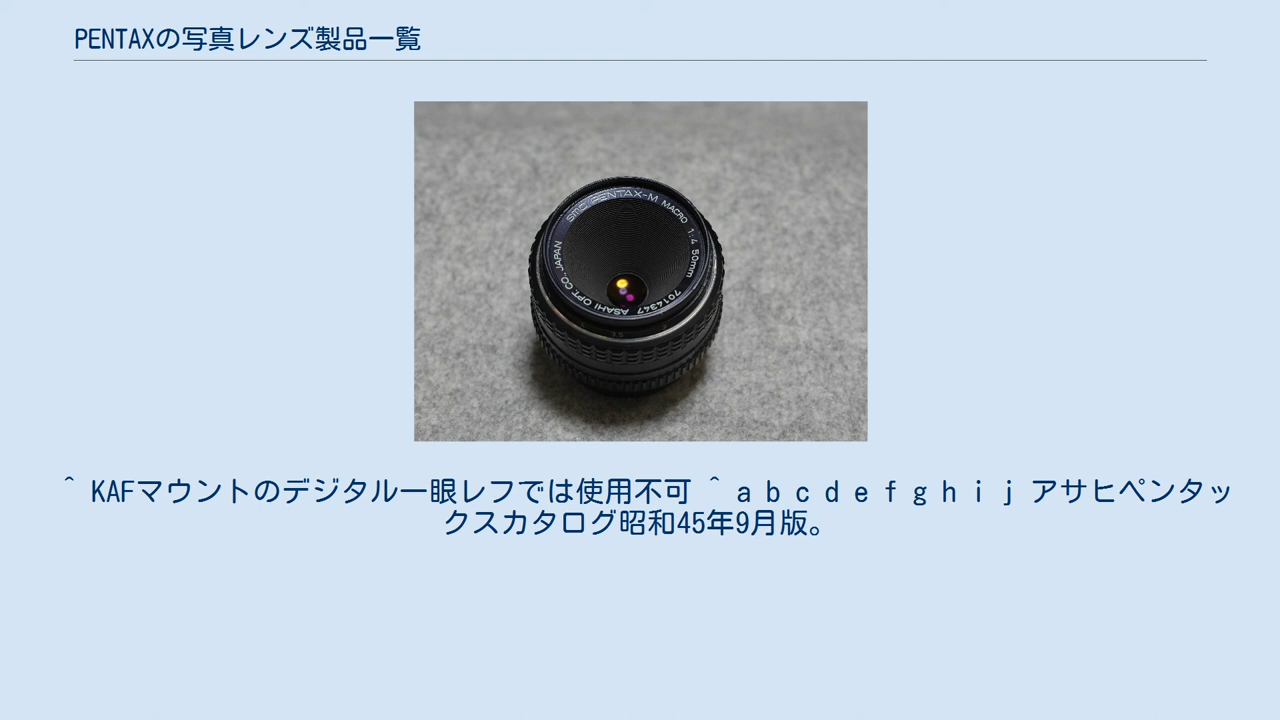 PENTAXの写真レンズ製品一覧
SMC PENTAX-M MACRO 1:4 50mm 7014347 ASAHI OPT. CO., JAPAN
^ KAFマウントのデジタル一眼レフでは使用不可 ^ a b c d e f g h i j アサヒペンタッ
クスカタログ昭和45年9月版。